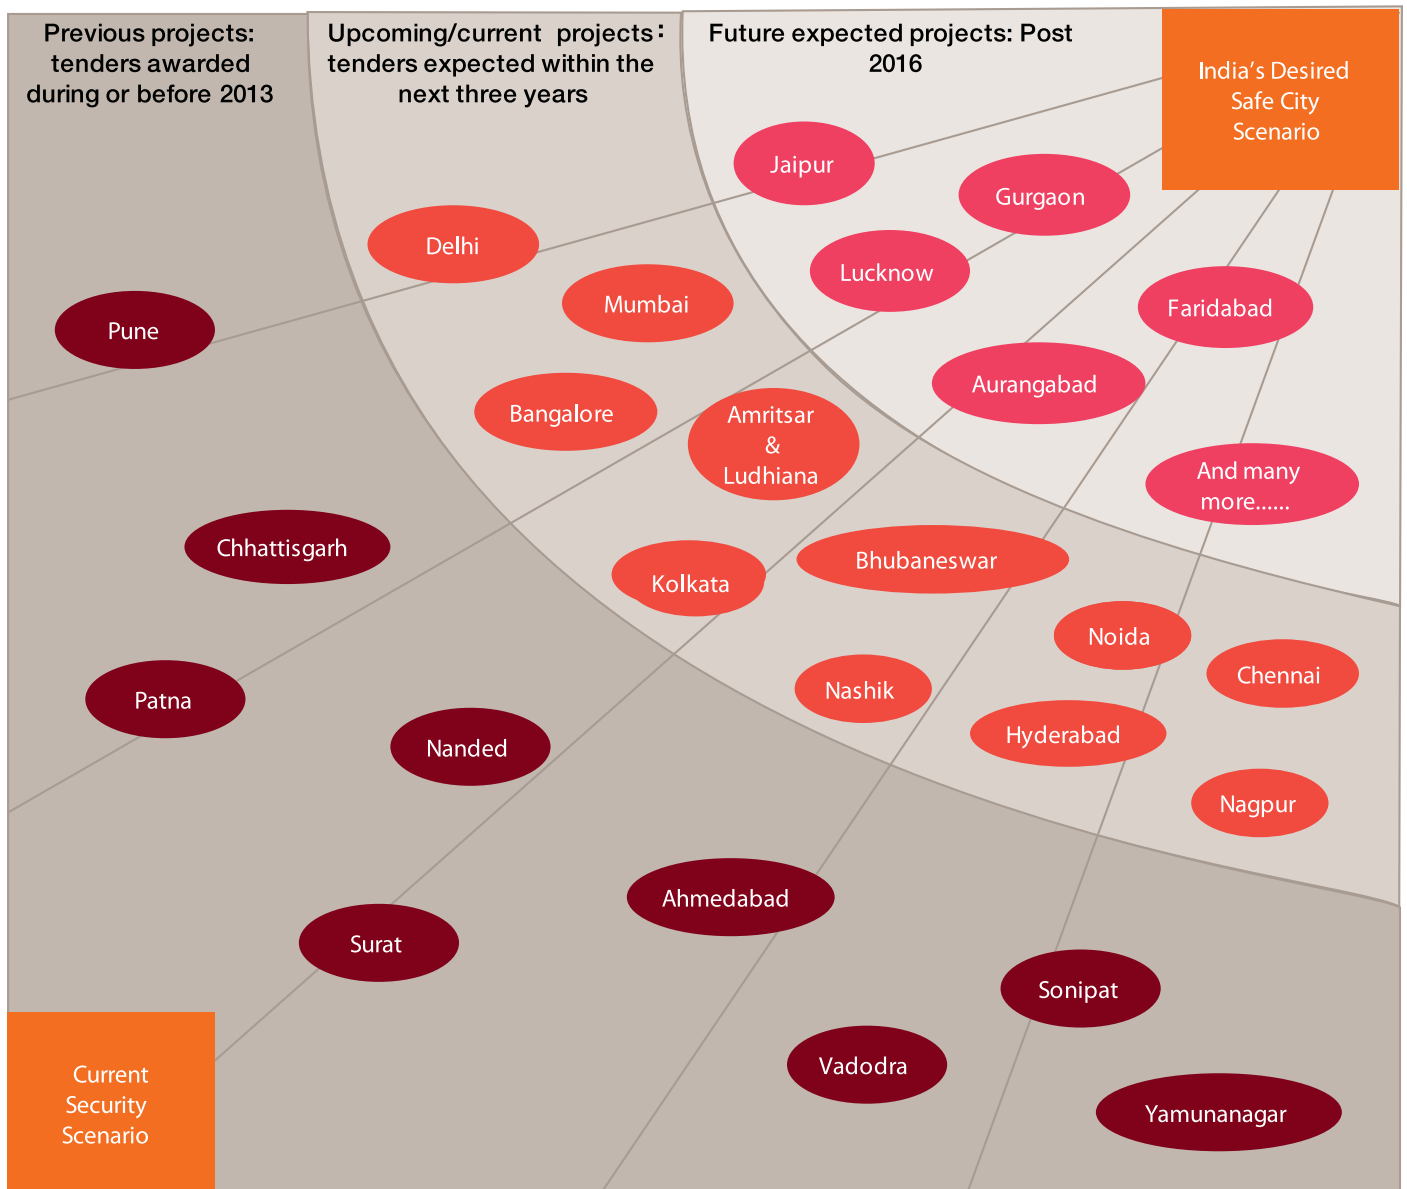 Previous projects:
tenders awarded
during or before 2013
Upcoming/current projects:
tenders expected within the
next three years
Future expected projects: Post
2016
India’s Desired
Safe City
Scenario
Jaipur
Gurgaon
Delhi
Lucknow
Mumbai
Faridabad
Pune
Aurangabad
Bangalore
Amritsar
&
Ludhiana
And many
more......
Chhattisgarh
Bhubaneswar
Kolkata
Noida
Chennai
Nashik
Patna
Hyderabad
Nanded
Nagpur
Ahmedabad
Surat
Sonipat
Vadodra
Yamunanagar
Current
Security
Scenario